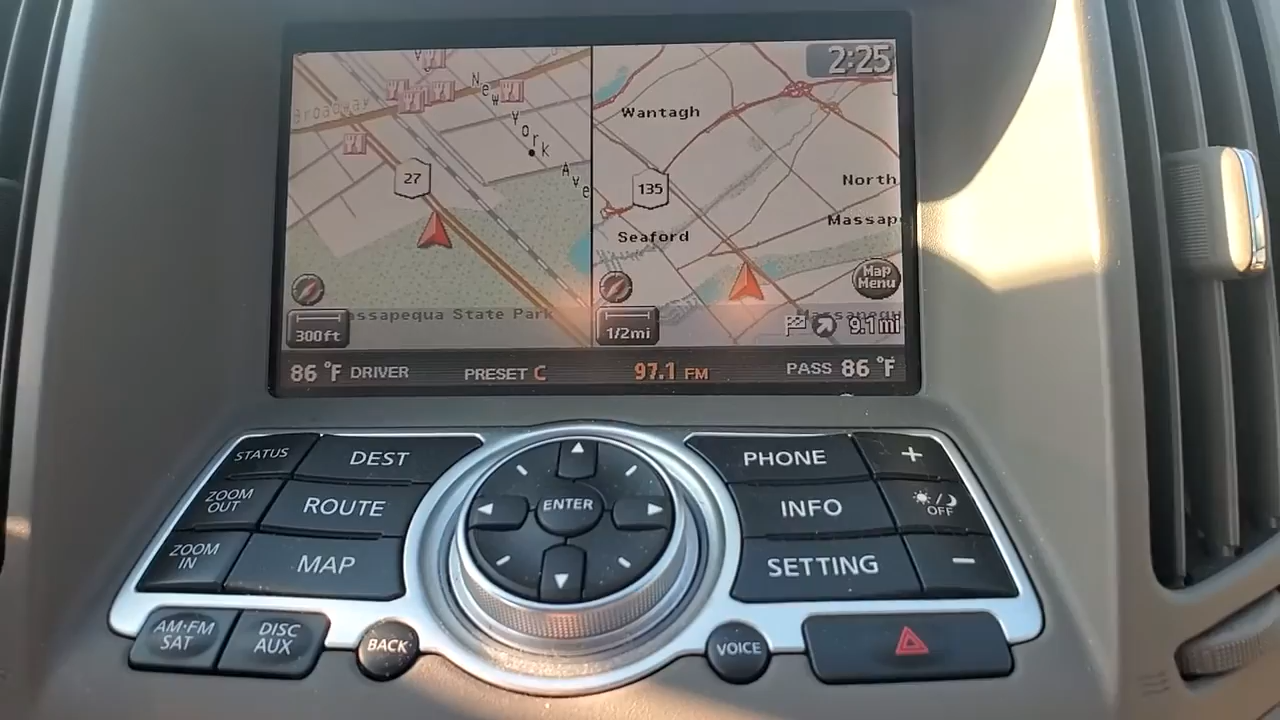 Broadway
New York Ave
27
assapequa State Park
300ft
2:25
Wantagh
135
North
Massap
Seaford
Map
Menu
Massapequ
1/2mi
9.1mi
86 °F DRIVER
PRESET C
97.1 FM
PASS 86 °F
STATUS
DEST
ZOOM
OUT
ROUTE
ZOOM
IN
MAP
AM·FM
SAT
DISC
AUX
BACK
ENTER
VOICE
PHONE
+
INFO
/
OFF
SETTING
−